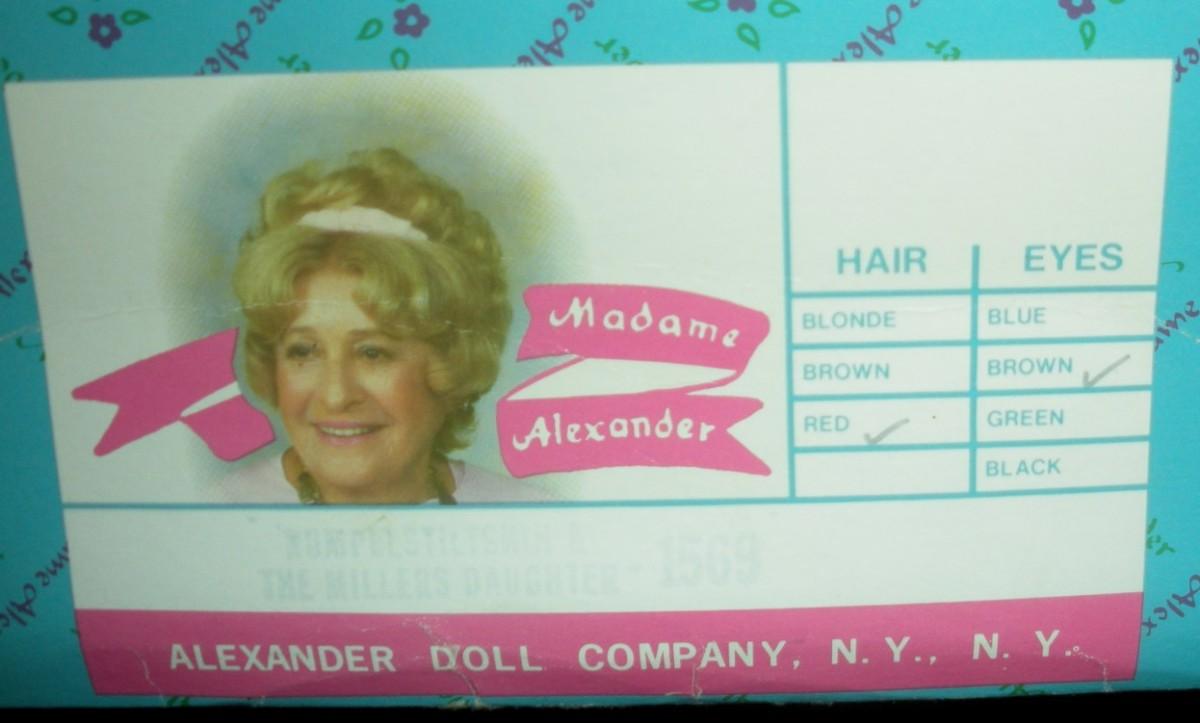 Madame
Alexander
HAIR EYES
BLONDE BLUE
BROWN BROWN ✓
RED ✓ GREEN
BLACK
RUMPELSTILTSKIN &
THE MILLERS DAUGHTER - 1569
ALEXANDER DOLL COMPANY, N. Y., N. Y.